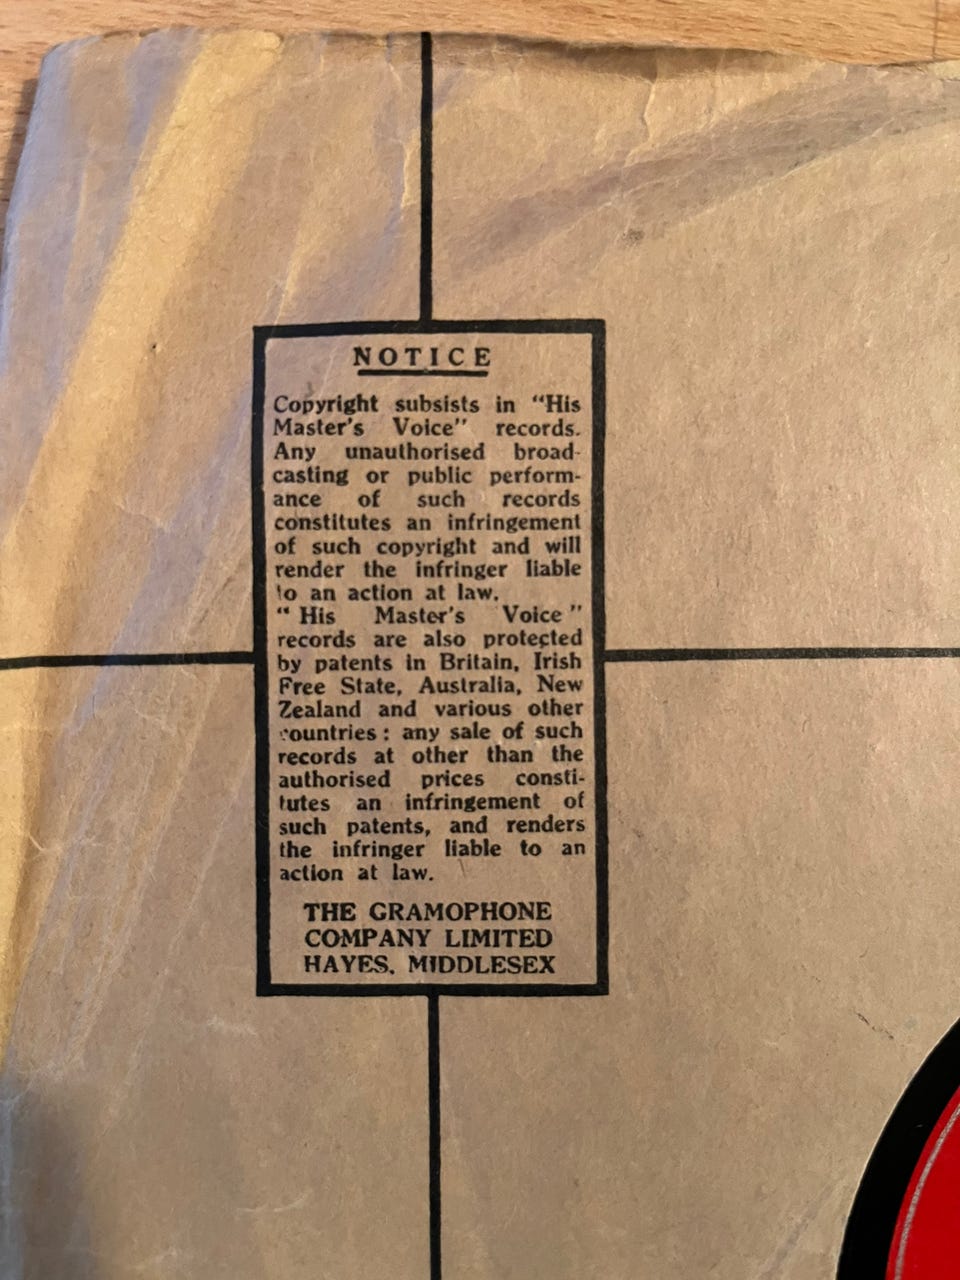 NOTICE
Copyright subsists in “His
Master's Voice” records.
Any unauthorised broad-
casting or public perform-
ance of such records
constitutes an infringement
of such copyright and will
render the infringer liable
to an action at law.
“ His Master's Voice ”
records are also protected
by patents in Britain, Irish
Free State, Australia, New
Zealand and various other
countries : any sale of such
records at other than the
authorised prices consti-
tutes an infringement of
such patents, and renders
the infringer liable to an
action at law.
THE GRAMOPHONE
COMPANY LIMITED
HAYES, MIDDLESEX